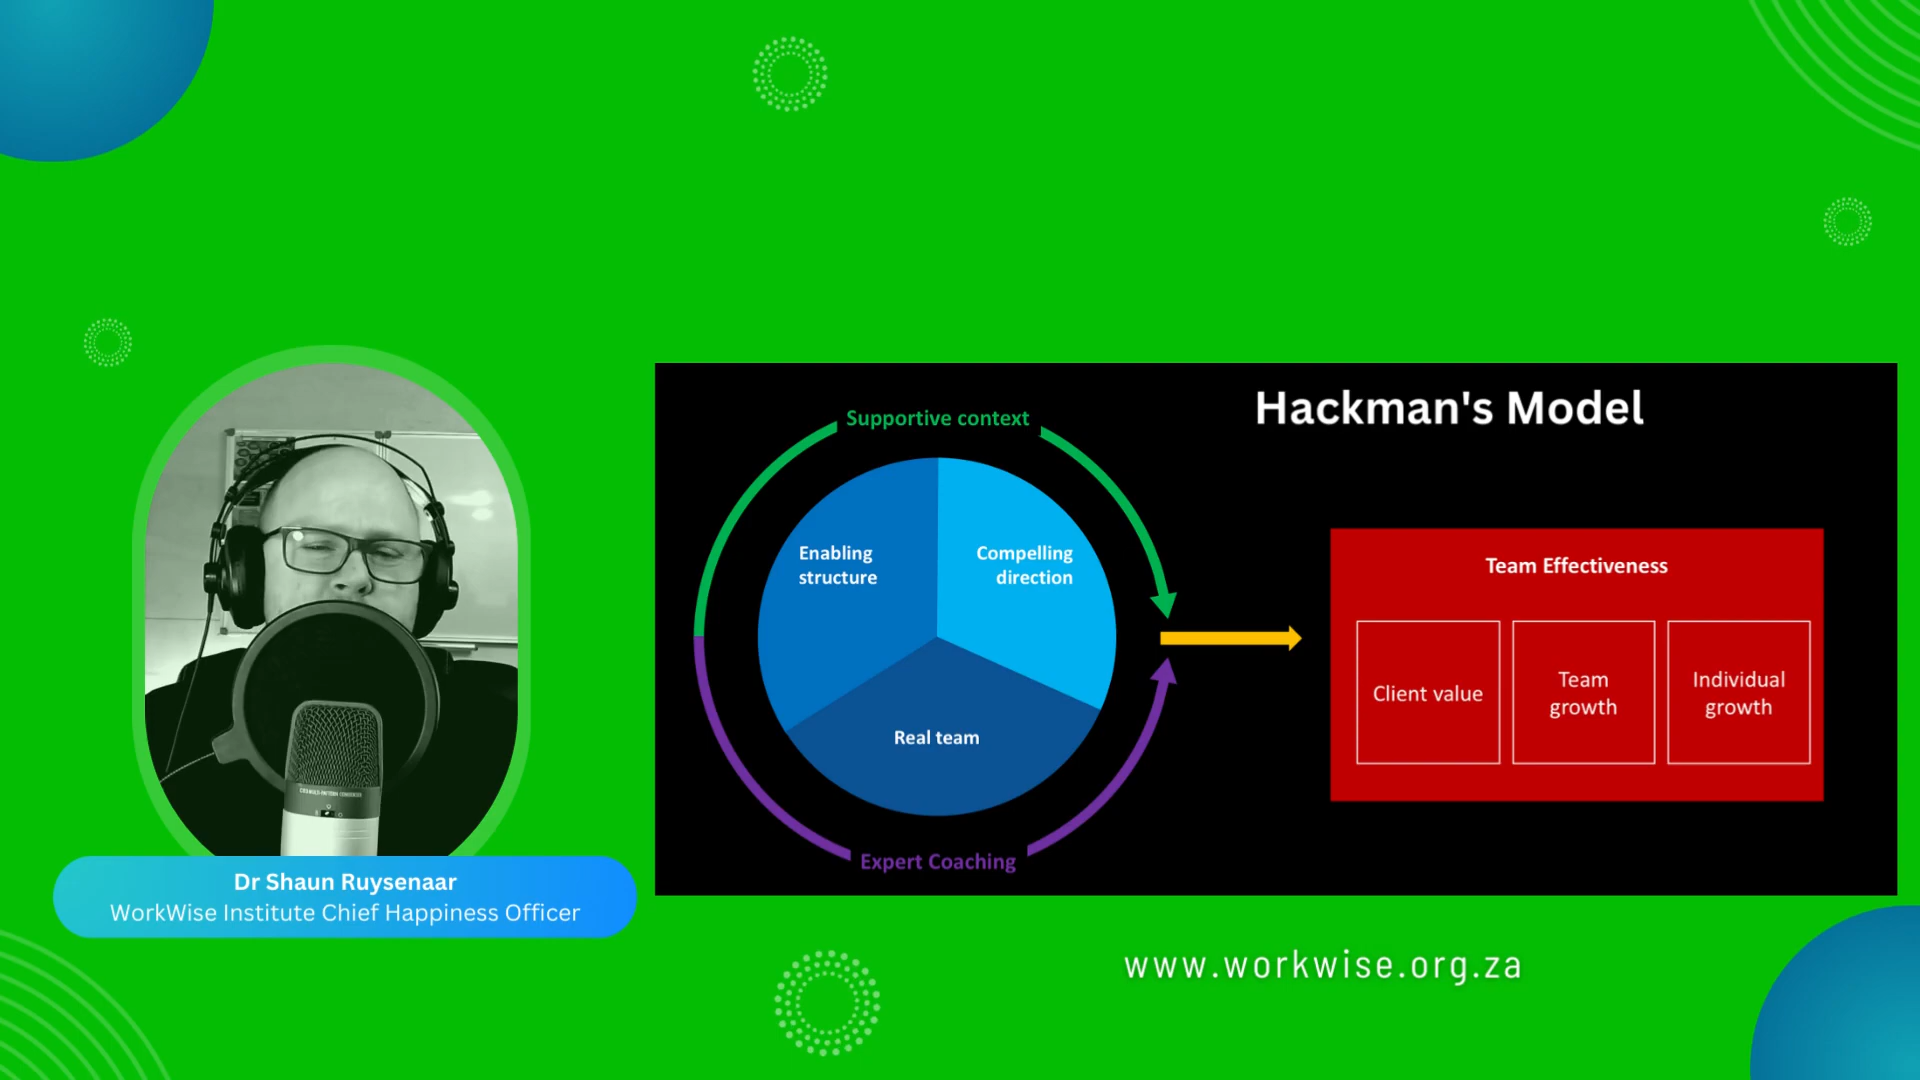 Hackman's Model
Supportive context
Enabling
structure
Compelling
direction
Real team
Expert Coaching
Team Effectiveness
Client value
Team
growth
Individual
growth
Dr Shaun Ruysenaar
WorkWise Institute Chief Happiness Officer
www.workwise.org.za